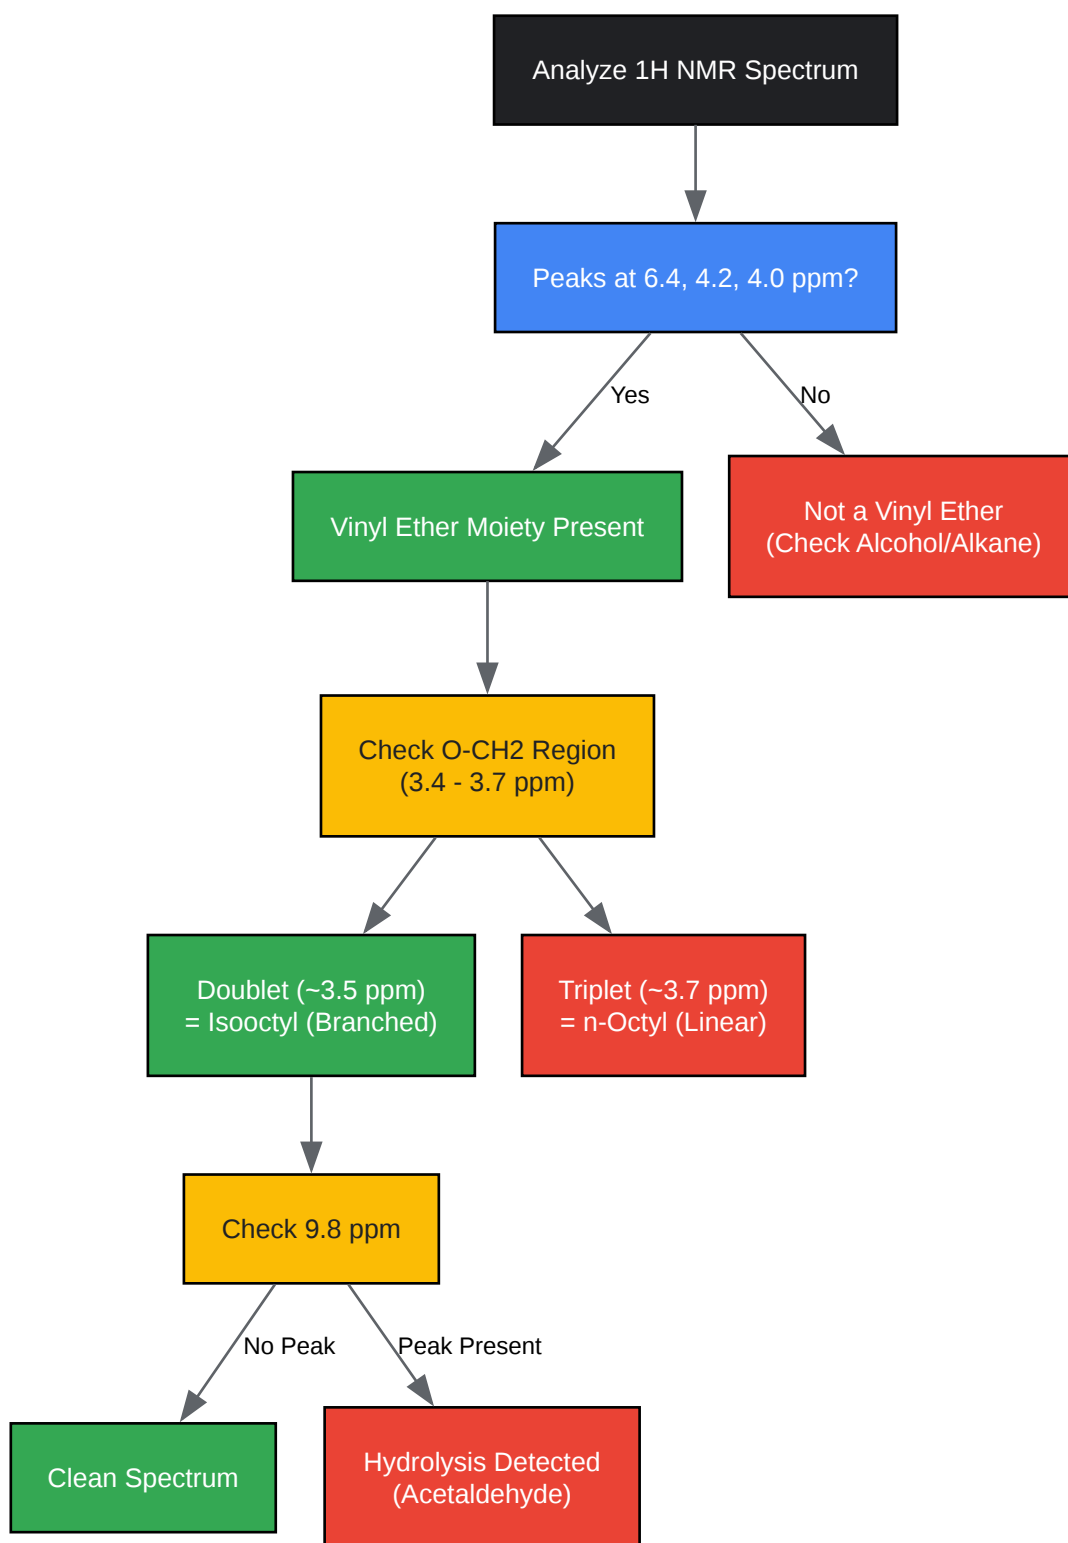 Analyze 1H NMR Spectrum
Peaks at 6.4, 4.2, 4.0 ppm?
Yes
No
Vinyl Ether Moiety Present
Not a Vinyl Ether
(Check Alcohol/Alkane)
Check O-CH2 Region
(3.4 - 3.7 ppm)
Doublet (~3.5 ppm)
= Isooctyl (Branched)
Triplet (~3.7 ppm)
= n-Octyl (Linear)
Check 9.8 ppm
No Peak
Peak Present
Clean Spectrum
Hydrolysis Detected
(Acetaldehyde)